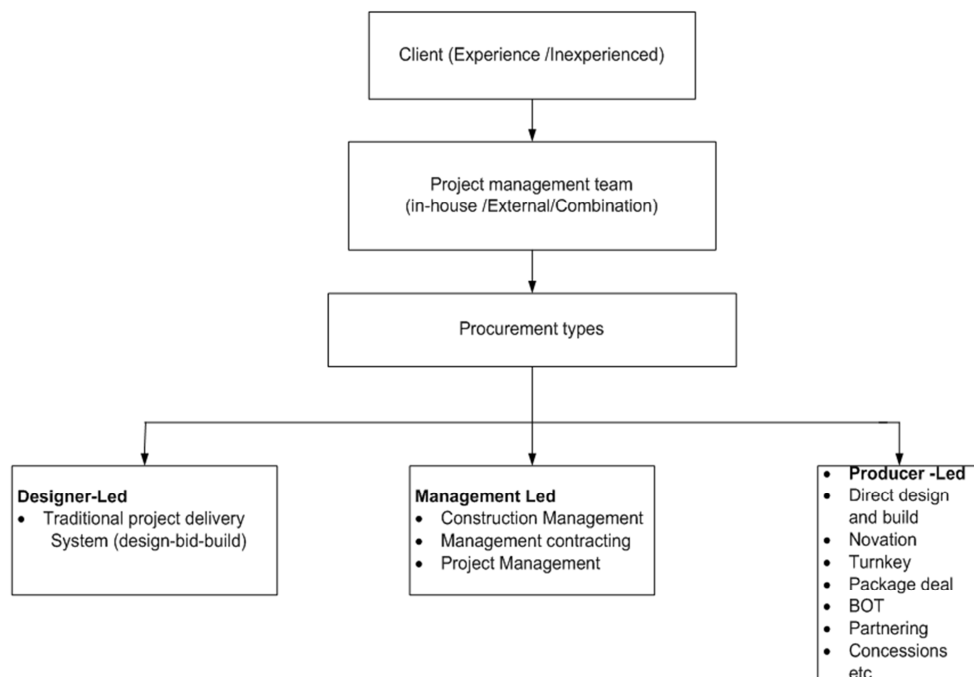 Client (Experience /Inexperienced)
Project management team
(in-house /External/Combination)
Procurement types
Designer-Led
• Traditional project delivery
System (design-bid-build)
Management Led
• Construction Management
• Management contracting
• Project Management
• Producer -Led
• Direct design
and build
• Novation
• Turnkey
• Package deal
• BOT
• Partnering
• Concessions
etc